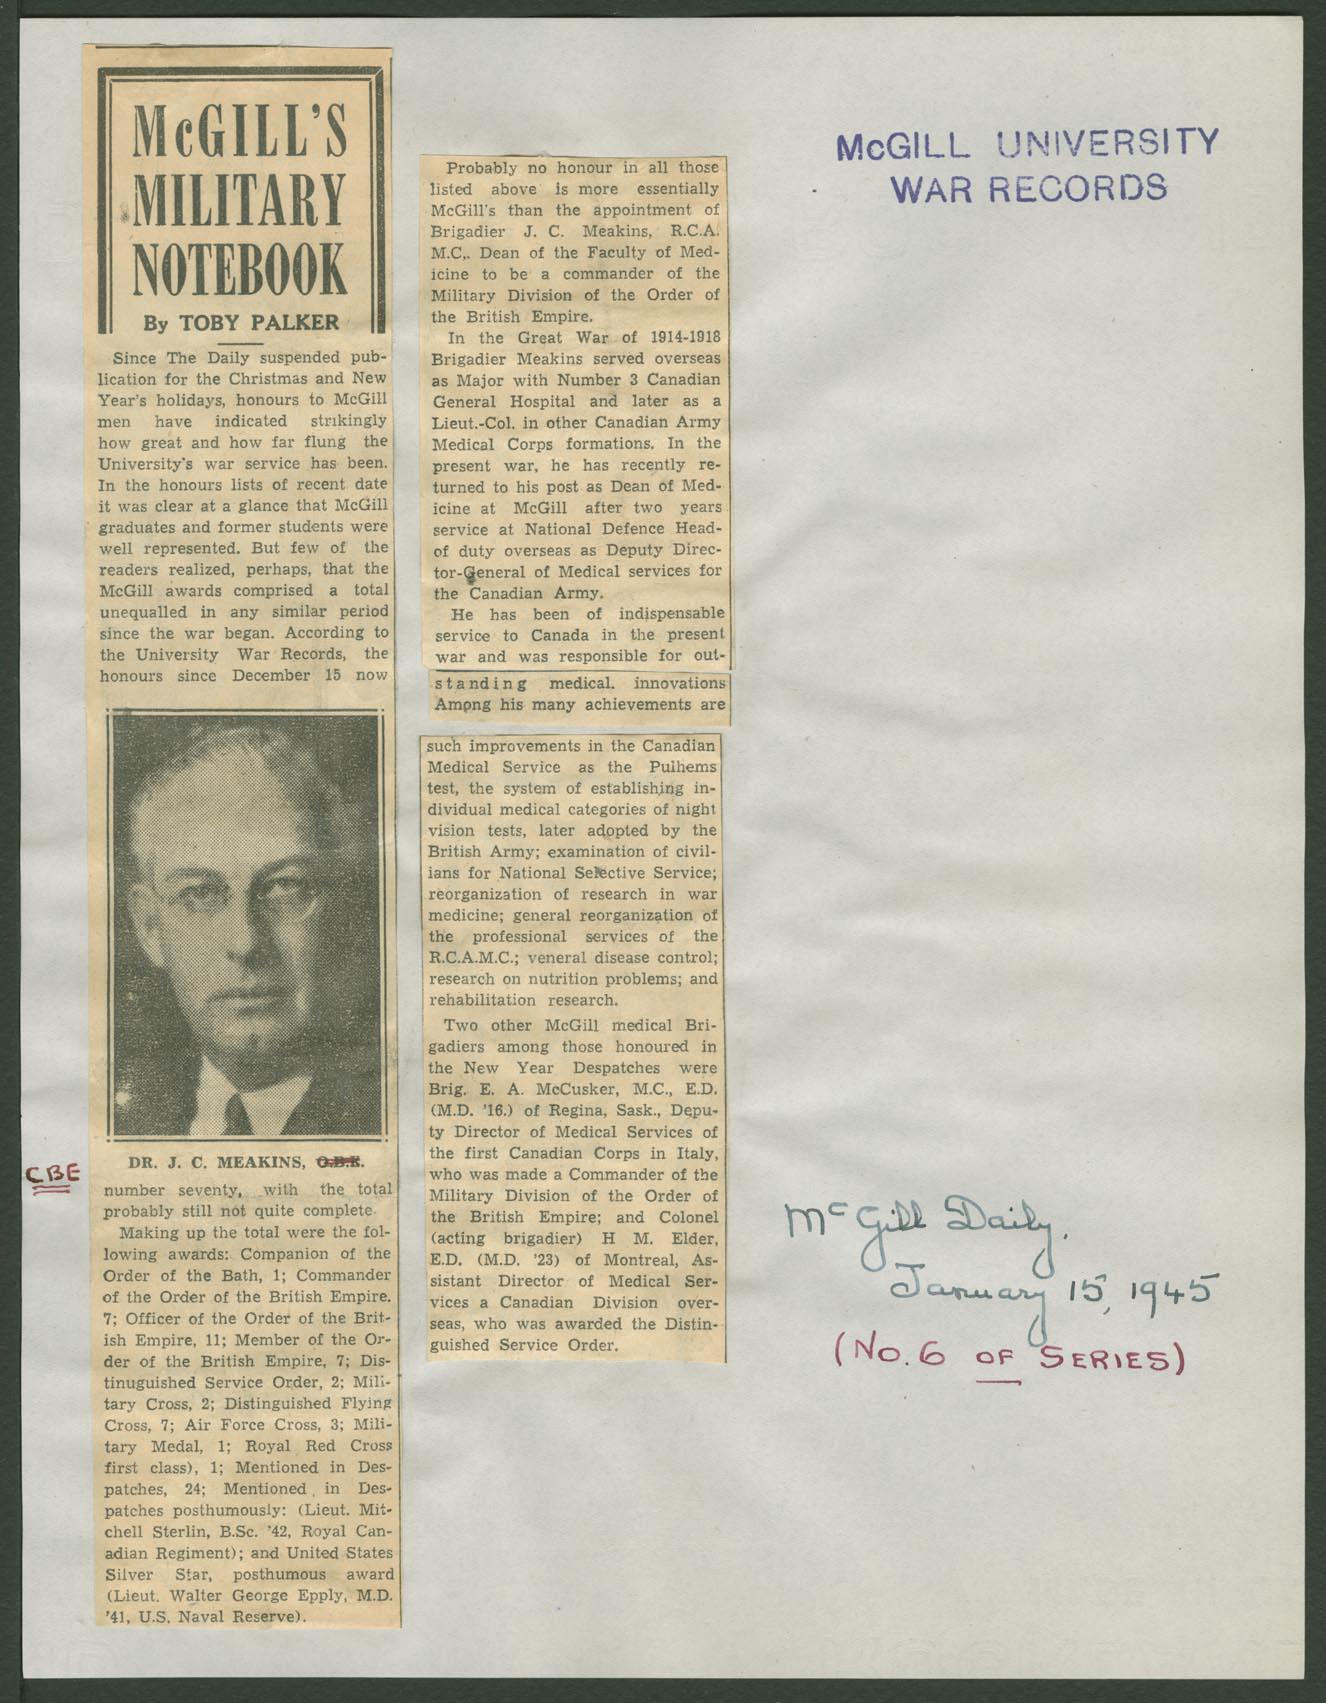 McGILL'S
MILITARY
NOTEBOOK
By TOBY PALKER
Since The Daily suspended pub-
lication for the Christmas and New
Year's holidays, honours to McGill
men have indicated strikingly
how great and how far flung the
University's war service has been.
In the honours lists of recent date
it was clear at a glance that McGill
graduates and former students were
well represented. But few of the
readers realized, perhaps, that the
McGill awards comprised a total
unequalled in any similar period
since the war began. According to
the University War Records, the
honours since December 15 now
DR. J. C. MEAKINS, O.B.E.
CBE
number seventy, with the total
probably still not quite complete.
Making up the total were the fol-
lowing awards: Companion of the
Order of the Bath, 1; Commander
of the Order of the British Empire.
7; Officer of the Order of the Brit-
ish Empire, 11; Member of the Or-
der of the British Empire, 7; Dis-
tinuguished Service Order, 2; Mili-
tary Cross, 2; Distinguished Flying
Cross, 7; Air Force Cross, 3; Mili-
tary Medal, 1; Royal Red Cross
first class), 1; Mentioned in Des-
patches, 24; Mentioned in Des-
patches posthumously: (Lieut. Mit-
chell Sterlin, B.Sc. '42, Royal Can-
adian Regiment); and United States
Silver Star, posthumous award
(Lieut. Walter George Epply, M.D.
'41, U.S. Naval Reserve).
Probably no honour in all those
listed above is more essentially
McGill's than the appointment of
Brigadier J. C. Meakins, R.C.A.
M.C,. Dean of the Faculty of Med-
icine to be a commander of the
Military Division of the Order of
the British Empire.
In the Great War of 1914-1918
Brigadier Meakins served overseas
as Major with Number 3 Canadian
General Hospital and later as a
Lieut.-Col. in other Canadian Army
Medical Corps formations. In the
present war, he has recently re-
turned to his post as Dean of Med-
icine at McGill after two years
service at National Defence Head-
of duty overseas as Deputy Direc-
tor-General of Medical services for
the Canadian Army.
He has been of indispensable
service to Canada in the present
war and was responsible for out-
standing medical. innovations
Among his many achievements are
such improvements in the Canadian
Medical Service as the Pulhems
test, the system of establishing in-
dividual medical categories of night
vision tests, later adopted by the
British Army; examination of civil-
ians for National Selective Service;
reorganization of research in war
medicine; general reorganization of
the professional services of the
R.C.A.M.C.; veneral disease control;
research on nutrition problems; and
rehabilitation research.
Two other McGill medical Bri-
gadiers among those honoured in
the New Year Despatches were
Brig. E. A. McCusker, M.C., E.D.
(M.D. '16.) of Regina, Sask., Depu-
ty Director of Medical Services of
the first Canadian Corps in Italy,
who was made a Commander of the
Military Division of the Order of
the British Empire; and Colonel
(acting brigadier) H M. Elder,
E.D. (M.D. '23) of Montreal, As-
sistant Director of Medical Ser-
vices a Canadian Division over-
seas, who was awarded the Distin-
guished Service Order.
McGILL UNIVERSITY
WAR RECORDS
McGill Daily.
January 15, 1945
(No. 6 OF SERIES)